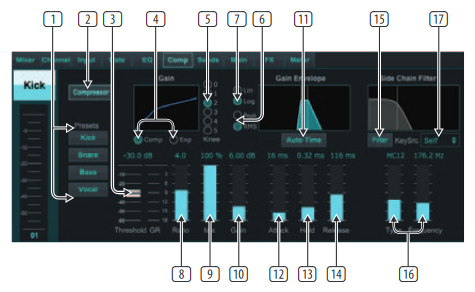 1 2 3 4 5 7 6 11 15 17
Mixer Channel Input Gate EQ Comp Sends Main FX Meter
Kick
Compressor
Gain
Gain Envelope
Side Chain Filter
0
1
2
3
4
5
Knee
Lin
Log
Peak
RMS
Presets
Kick
Snare
Bass
Vocal
Comp Exp
Auto Time
Filter KeySrc Self
-30.0 dB 4.0 100 % 6.00 dB 16 ms 0.32 ms 116 ms HC12 176.2 Hz
Threshold GR Ratio Mix Gain Attack Hold Release Type Frequency
01
8 9 10 12 13 14 16